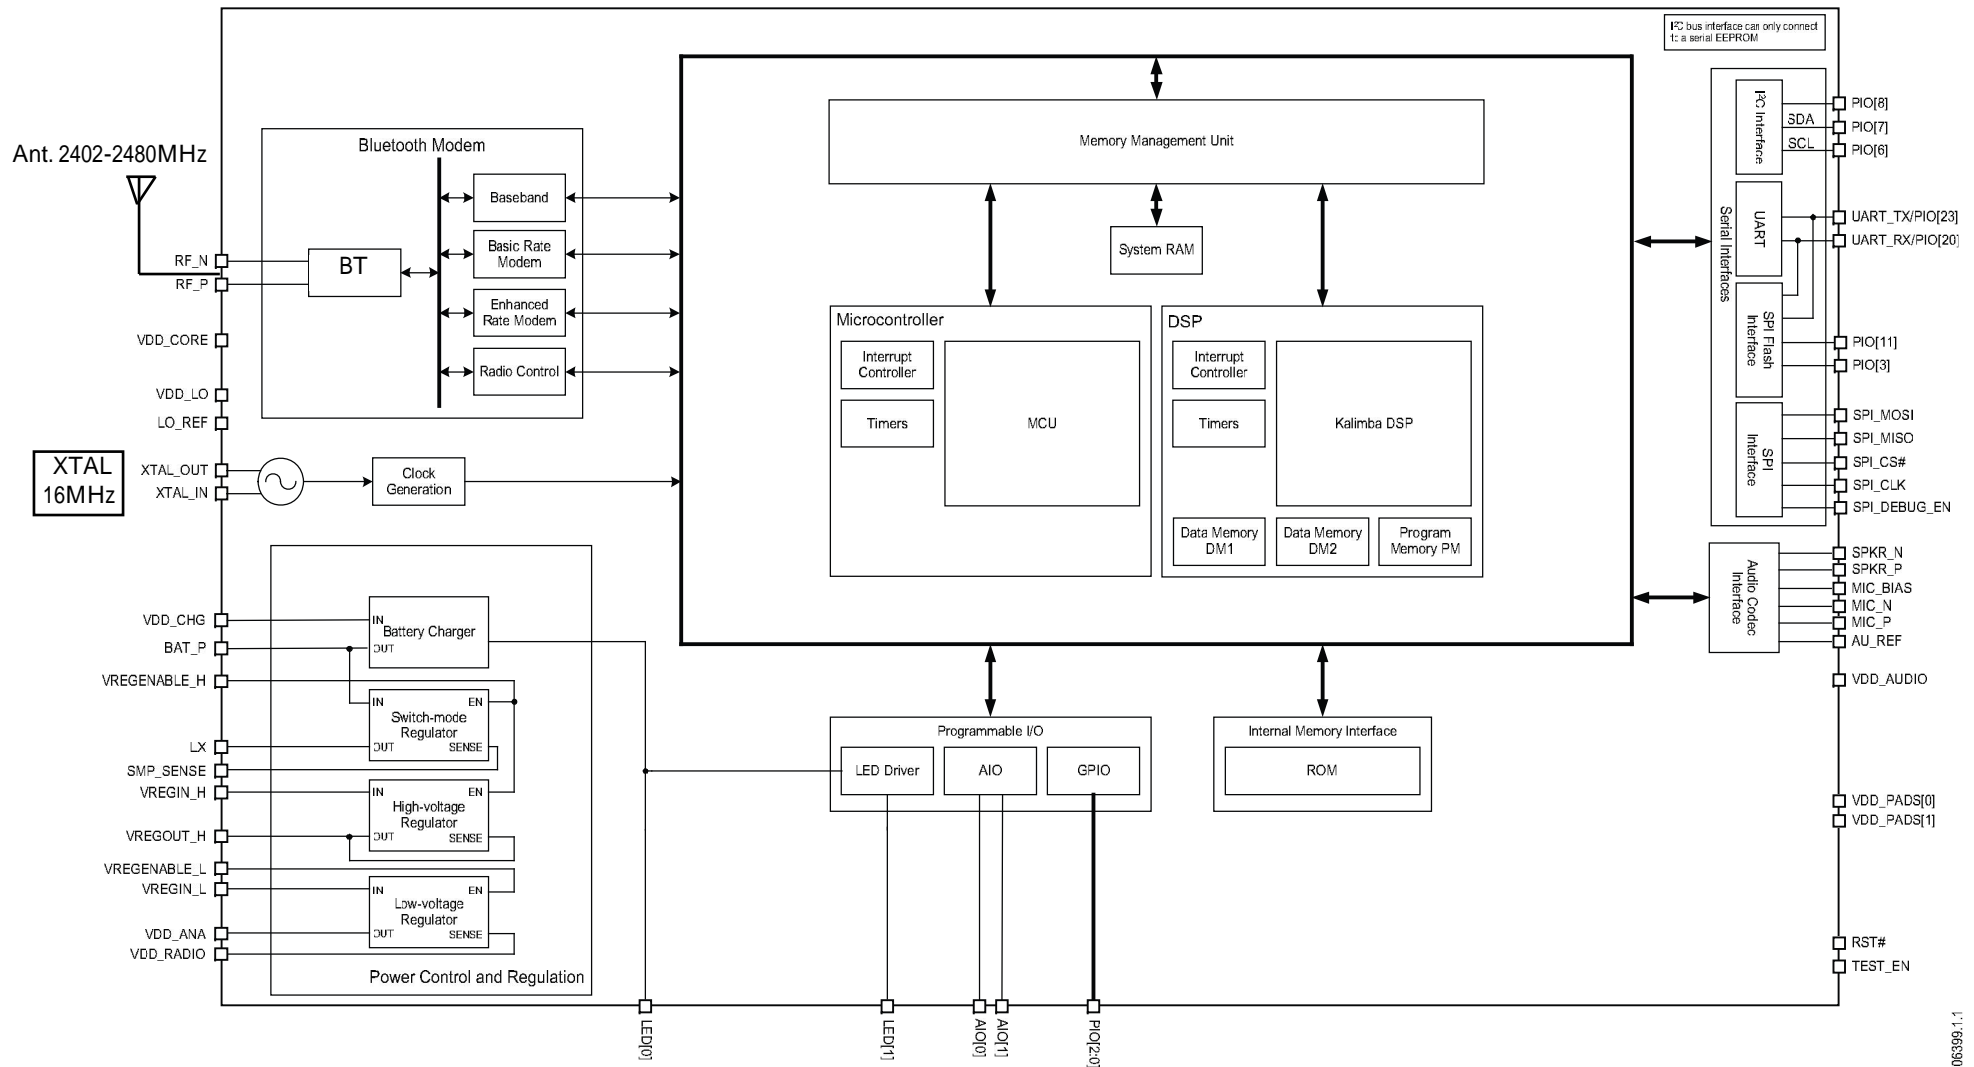 I²C bus interface can only connect
to a serial EEPROM
Ant. 2402-2480MHz
RF_N
RF_P
VDD_CORE
VDD_LO
LO_REF
XTAL
16MHz
XTAL_OUT
XTAL_IN
VDD_CHG
BAT_P
VREGENABLE_H
LX
SMP_SENSE
VREGIN_H
VREGOUT_H
VREGENABLE_L
VREGIN_L
VDD_ANA
VDD_RADIO
Bluetooth Modem
BT
Baseband
Basic Rate
Modem
Enhanced
Rate Modem
Radio Control
Clock
Generation
IN
Battery Charger
OUT
IN
EN
Switch-mode
Regulator
OUT
SENSE
IN
EN
High-voltage
Regulator
OUT
SENSE
IN
EN
Low-voltage
Regulator
OUT
SENSE
Power Control and Regulation
Memory Management Unit
System RAM
Microcontroller
Interrupt
Controller
Timers
MCU
DSP
Interrupt
Controller
Timers
Kalimba DSP
Data Memory
DM1
Data Memory
DM2
Program
Memory PM
Programmable I/O
LED Driver
AIO
GPIO
Internal Memory Interface
ROM
Serial Interfaces
I²C Interface
SDA
SCL
UART
SPI Flash
Interface
SPI
Interface
Audio Codec
Interface
PIO[8]
PIO[7]
PIO[6]
UART_TX/PIO[23]
UART_RX/PIO[20]
PIO[11]
PIO[3]
SPI_MOSI
SPI_MISO
SPI_CS#
SPI_CLK
SPI_DEBUG_EN
SPKR_N
SPKR_P
MIC_BIAS
MIC_N
MIC_P
AU_REF
VDD_AUDIO
VDD_PADS[0]
VDD_PADS[1]
RST#
TEST_EN
LED[0]
LED[1]
AIO[0]
AIO[1]
PIO[2:0]